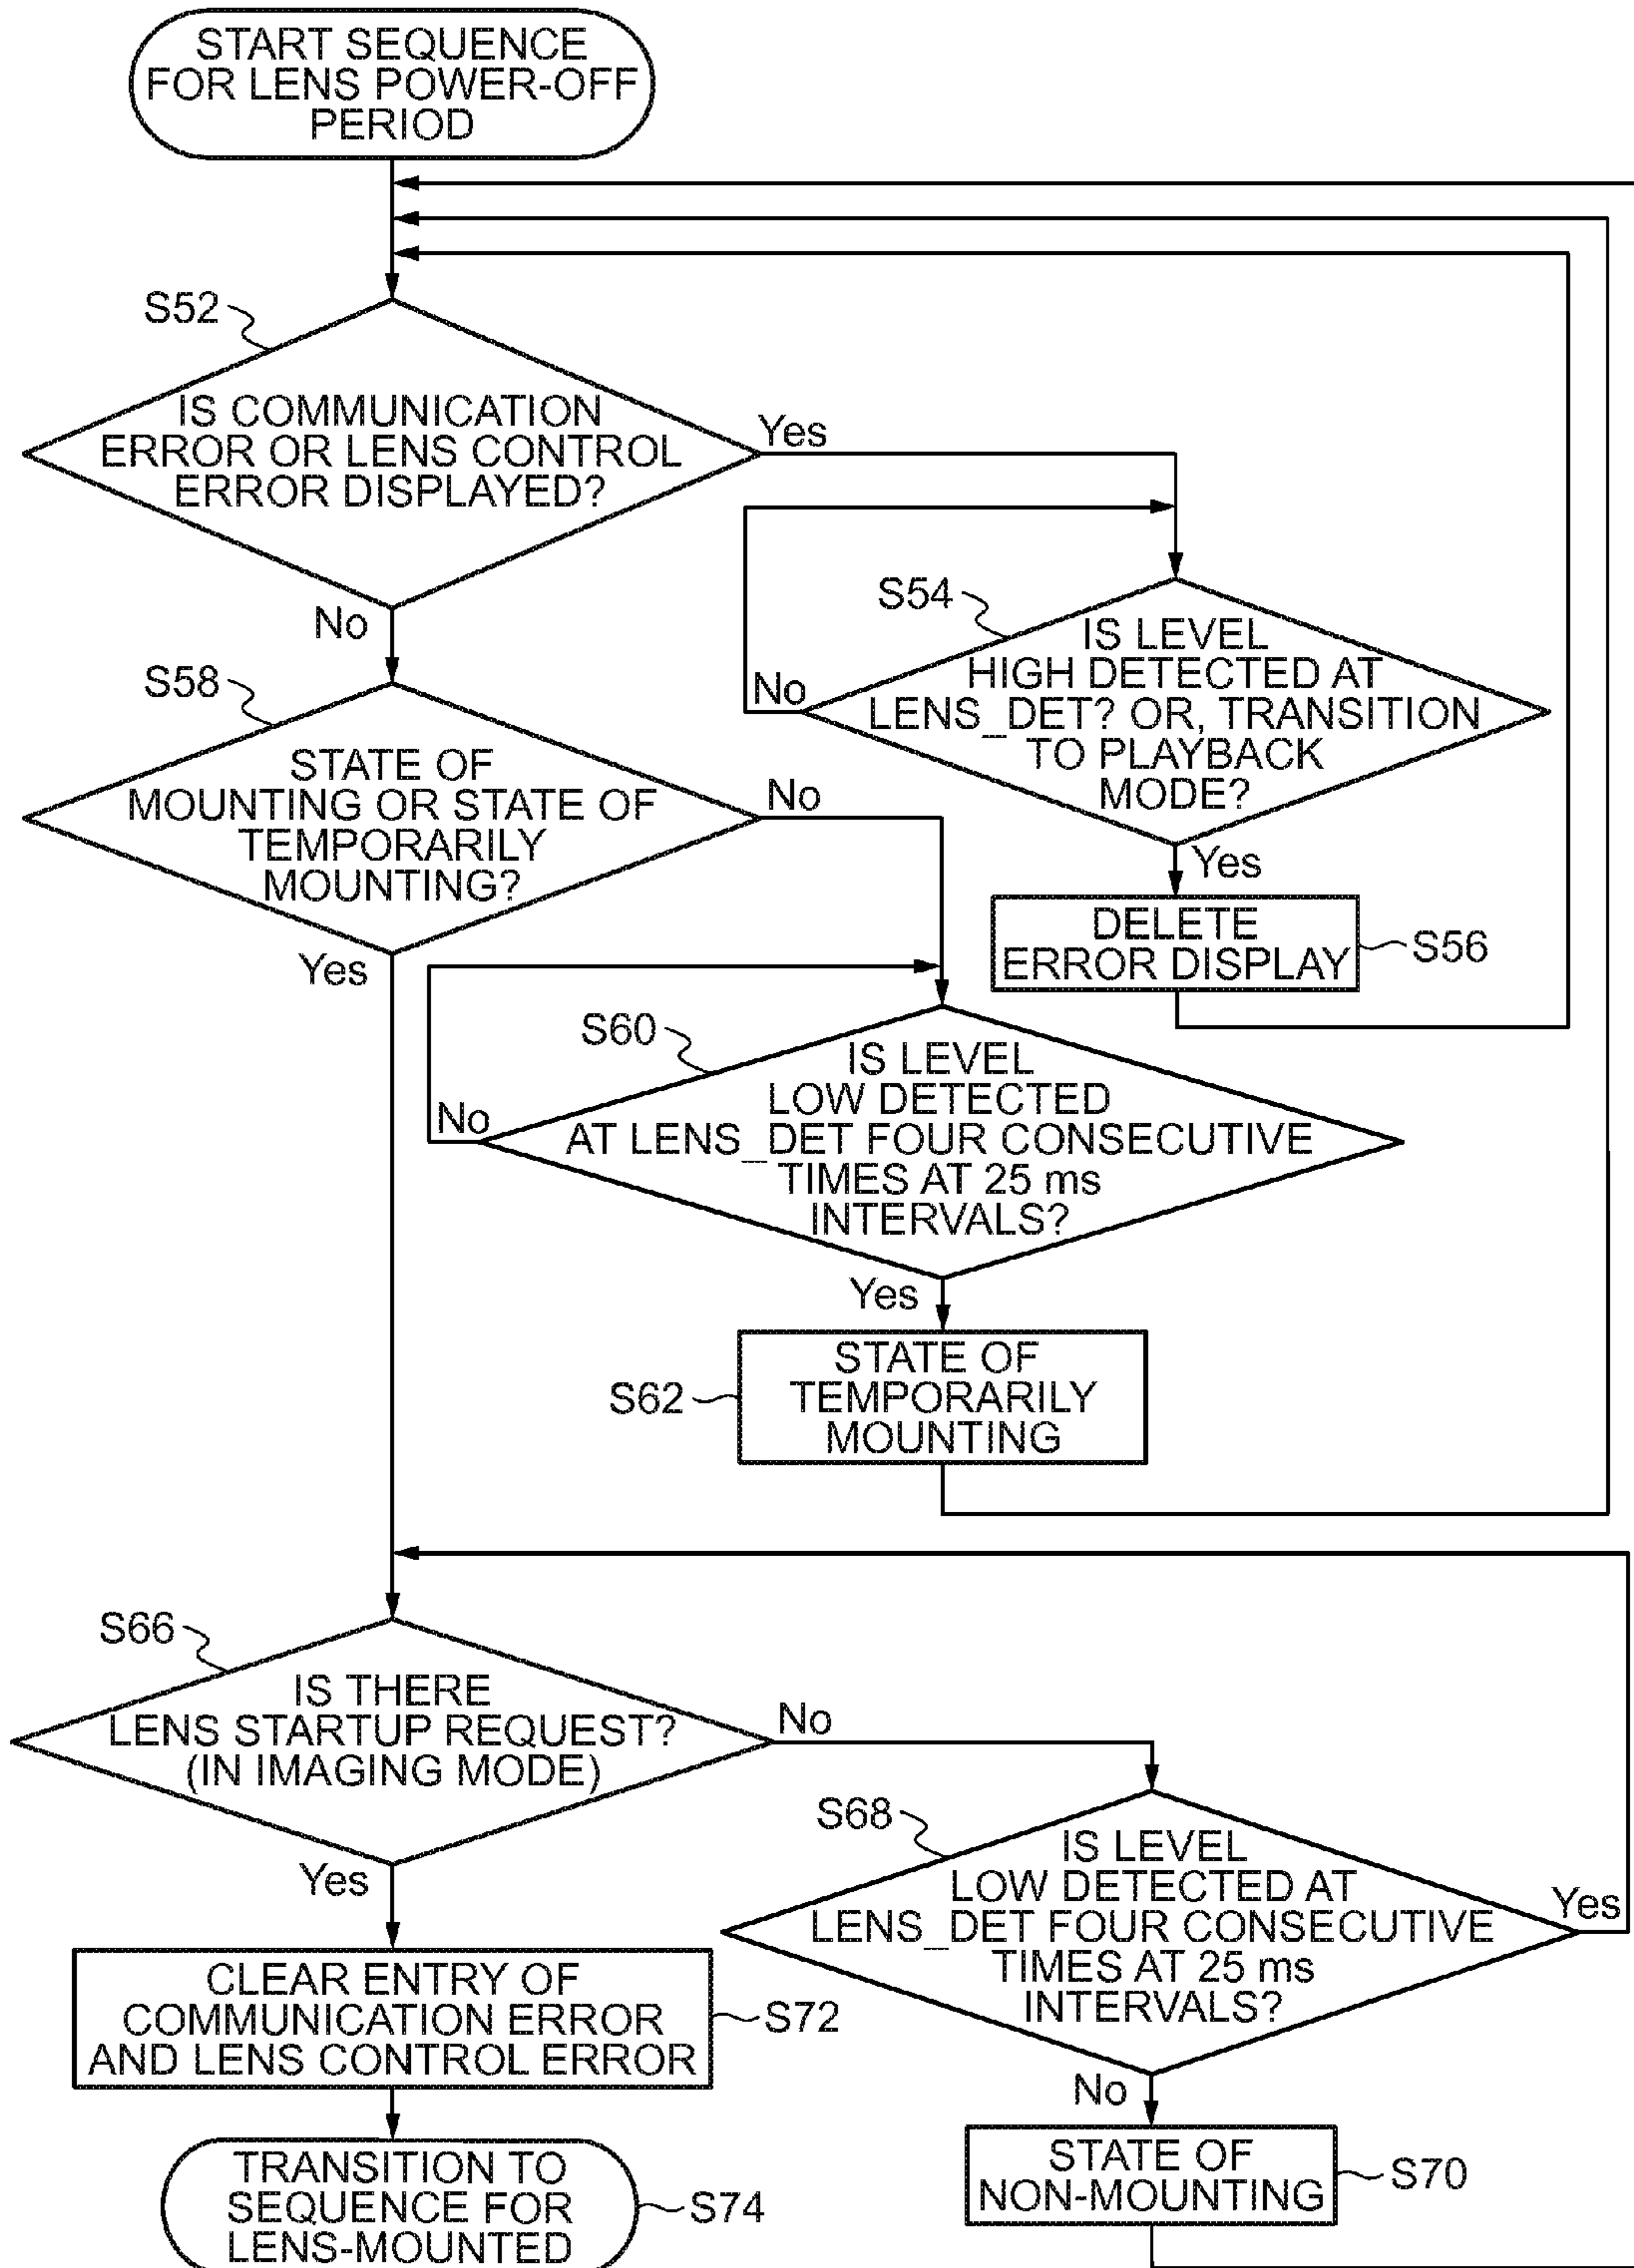 START SEQUENCE
FOR LENS POWER-OFF
PERIOD
S52
IS COMMUNICATION
ERROR OR LENS CONTROL
ERROR DISPLAYED?
Yes
No
S54
IS LEVEL
HIGH DETECTED AT
LENS_DET? OR, TRANSITION
TO PLAYBACK
MODE?
No
Yes
DELETE
ERROR DISPLAY
S56
S58
STATE OF
MOUNTING OR STATE OF
TEMPORARILY
MOUNTING?
No
Yes
S60
IS LEVEL
LOW DETECTED
AT LENS_DET FOUR CONSECUTIVE
TIMES AT 25 ms
INTERVALS?
No
Yes
S62
STATE OF
TEMPORARILY
MOUNTING
S66
IS THERE
LENS STARTUP REQUEST?
(IN IMAGING MODE)
No
Yes
S68
IS LEVEL
LOW DETECTED AT
LENS_DET FOUR CONSECUTIVE
TIMES AT 25 ms
INTERVALS?
Yes
No
CLEAR ENTRY OF
COMMUNICATION ERROR
AND LENS CONTROL ERROR
S72
STATE OF
NON-MOUNTING
S70
TRANSITION TO
SEQUENCE FOR
LENS-MOUNTED
S74